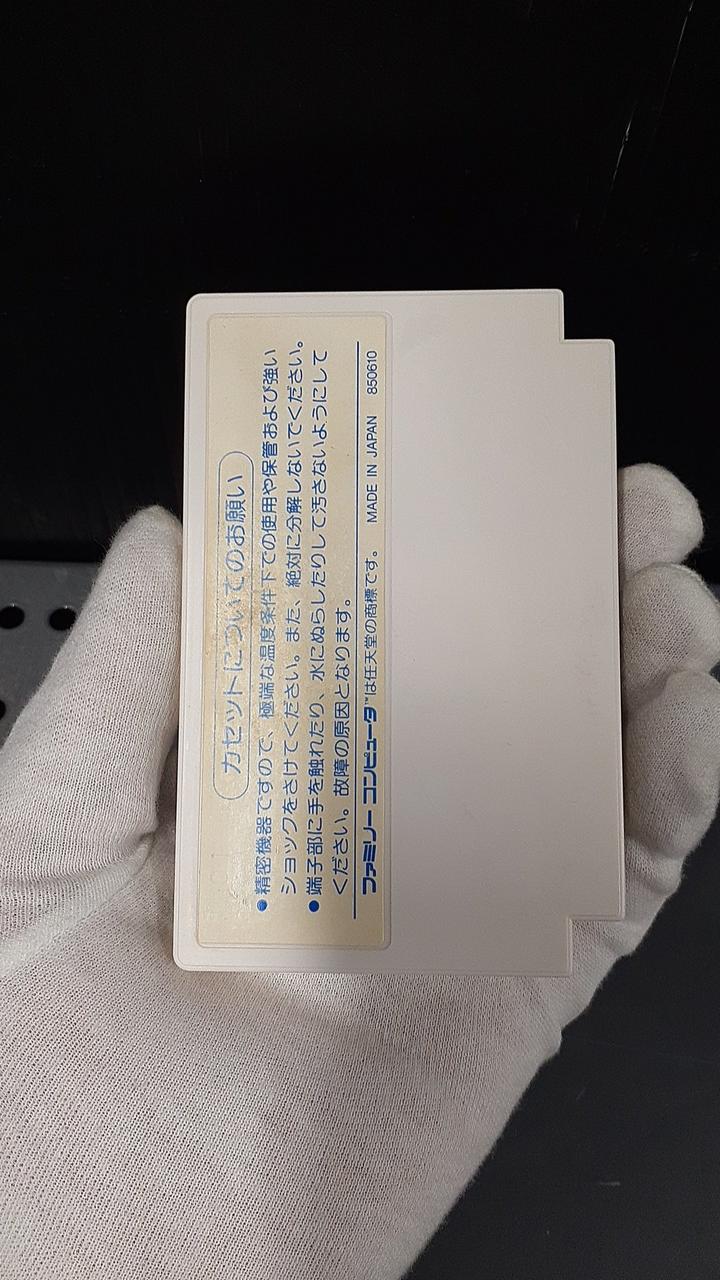 カセットについてのお願い
●精密機器ですので、極端な温度条件下での使用や保管および強い
ショックをさけてください。また、絶対に分解しないでください。
●端子部に手を触れたり、水にぬらしたりして汚さないようにして
ください。故障の原因となります。
ファミリー コンピュータ™は任天堂の商標です。 MADE IN JAPAN 850610